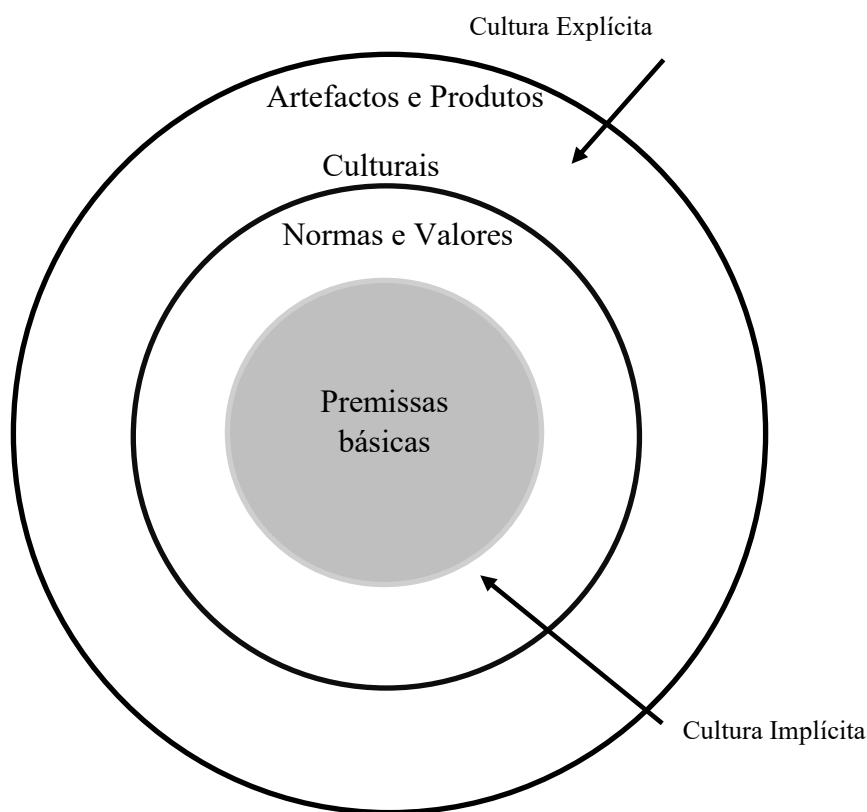 Cultura Explícita
Artefactos e Produtos
Culturais
Normas e Valores
Premissas
básicas
Cultura Implícita